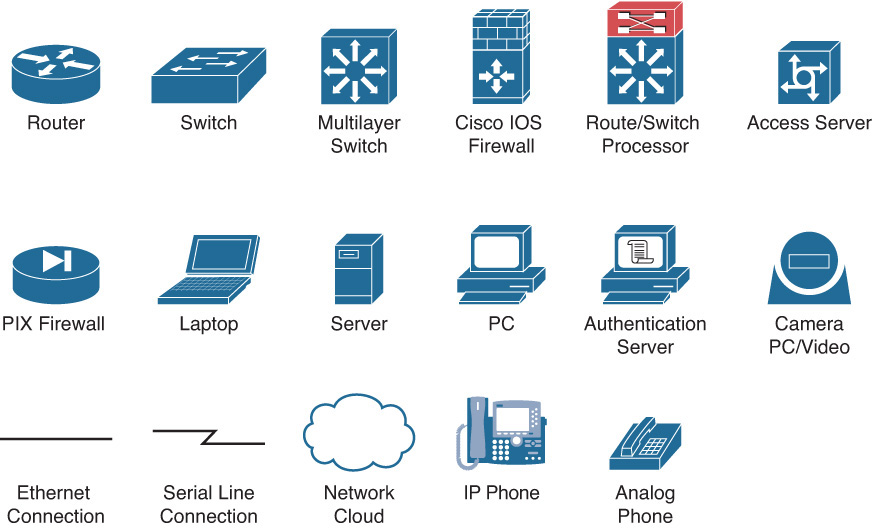 Router
Switch
Multilayer
Switch
Cisco IOS
Firewall
Route/Switch
Processor
Access Server
PIX Firewall
Laptop
Server
PC
Authentication
Server
Camera
PC/Video
Ethernet
Connection
Serial Line
Connection
Network
Cloud
IP Phone
Analog
Phone